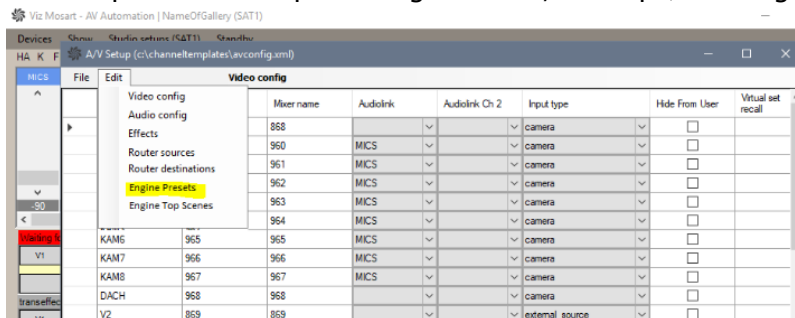 Viz Mosart - AV Automation | NameOfGallery (SAT1)
Devices Show Studio setups (SAT1) Standby
HA K F
A/V Setup (c:\channeltemplates\avconfig.xml)
MICS
File Edit Video config
Video config
Audio config
Effects
Router sources
Router destinations
Engine Presets
Engine Top Scenes
Mixer name Audiolink Audiolink Ch 2 Input type Hide From User Virtual set recall
868 camera
960 MICS camera
961 MICS camera
962 MICS camera
963 MICS camera
964 MICS camera
KAM6 965 965 MICS camera
KAM7 966 966 MICS camera
KAM8 967 967 MICS camera
DACH 968 968 camera
V2 869 869 external_source
-90
V1
transeffec